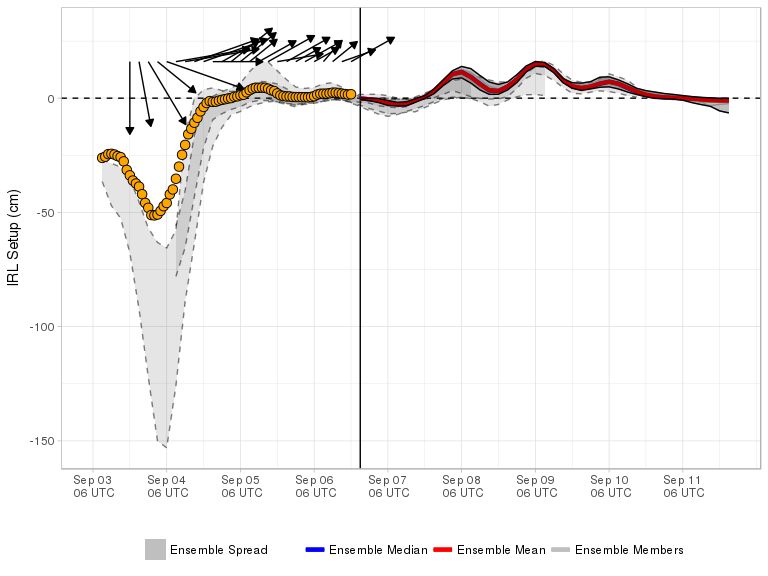 IRL Setup (cm)
0
-50
-100
-150
Sep 03 Sep 04 Sep 05 Sep 06 Sep 07 Sep 08 Sep 09 Sep 10 Sep 11
06 UTC 06 UTC 06 UTC 06 UTC 06 UTC 06 UTC 06 UTC 06 UTC 06 UTC
Ensemble Spread Ensemble Median Ensemble Mean Ensemble Members